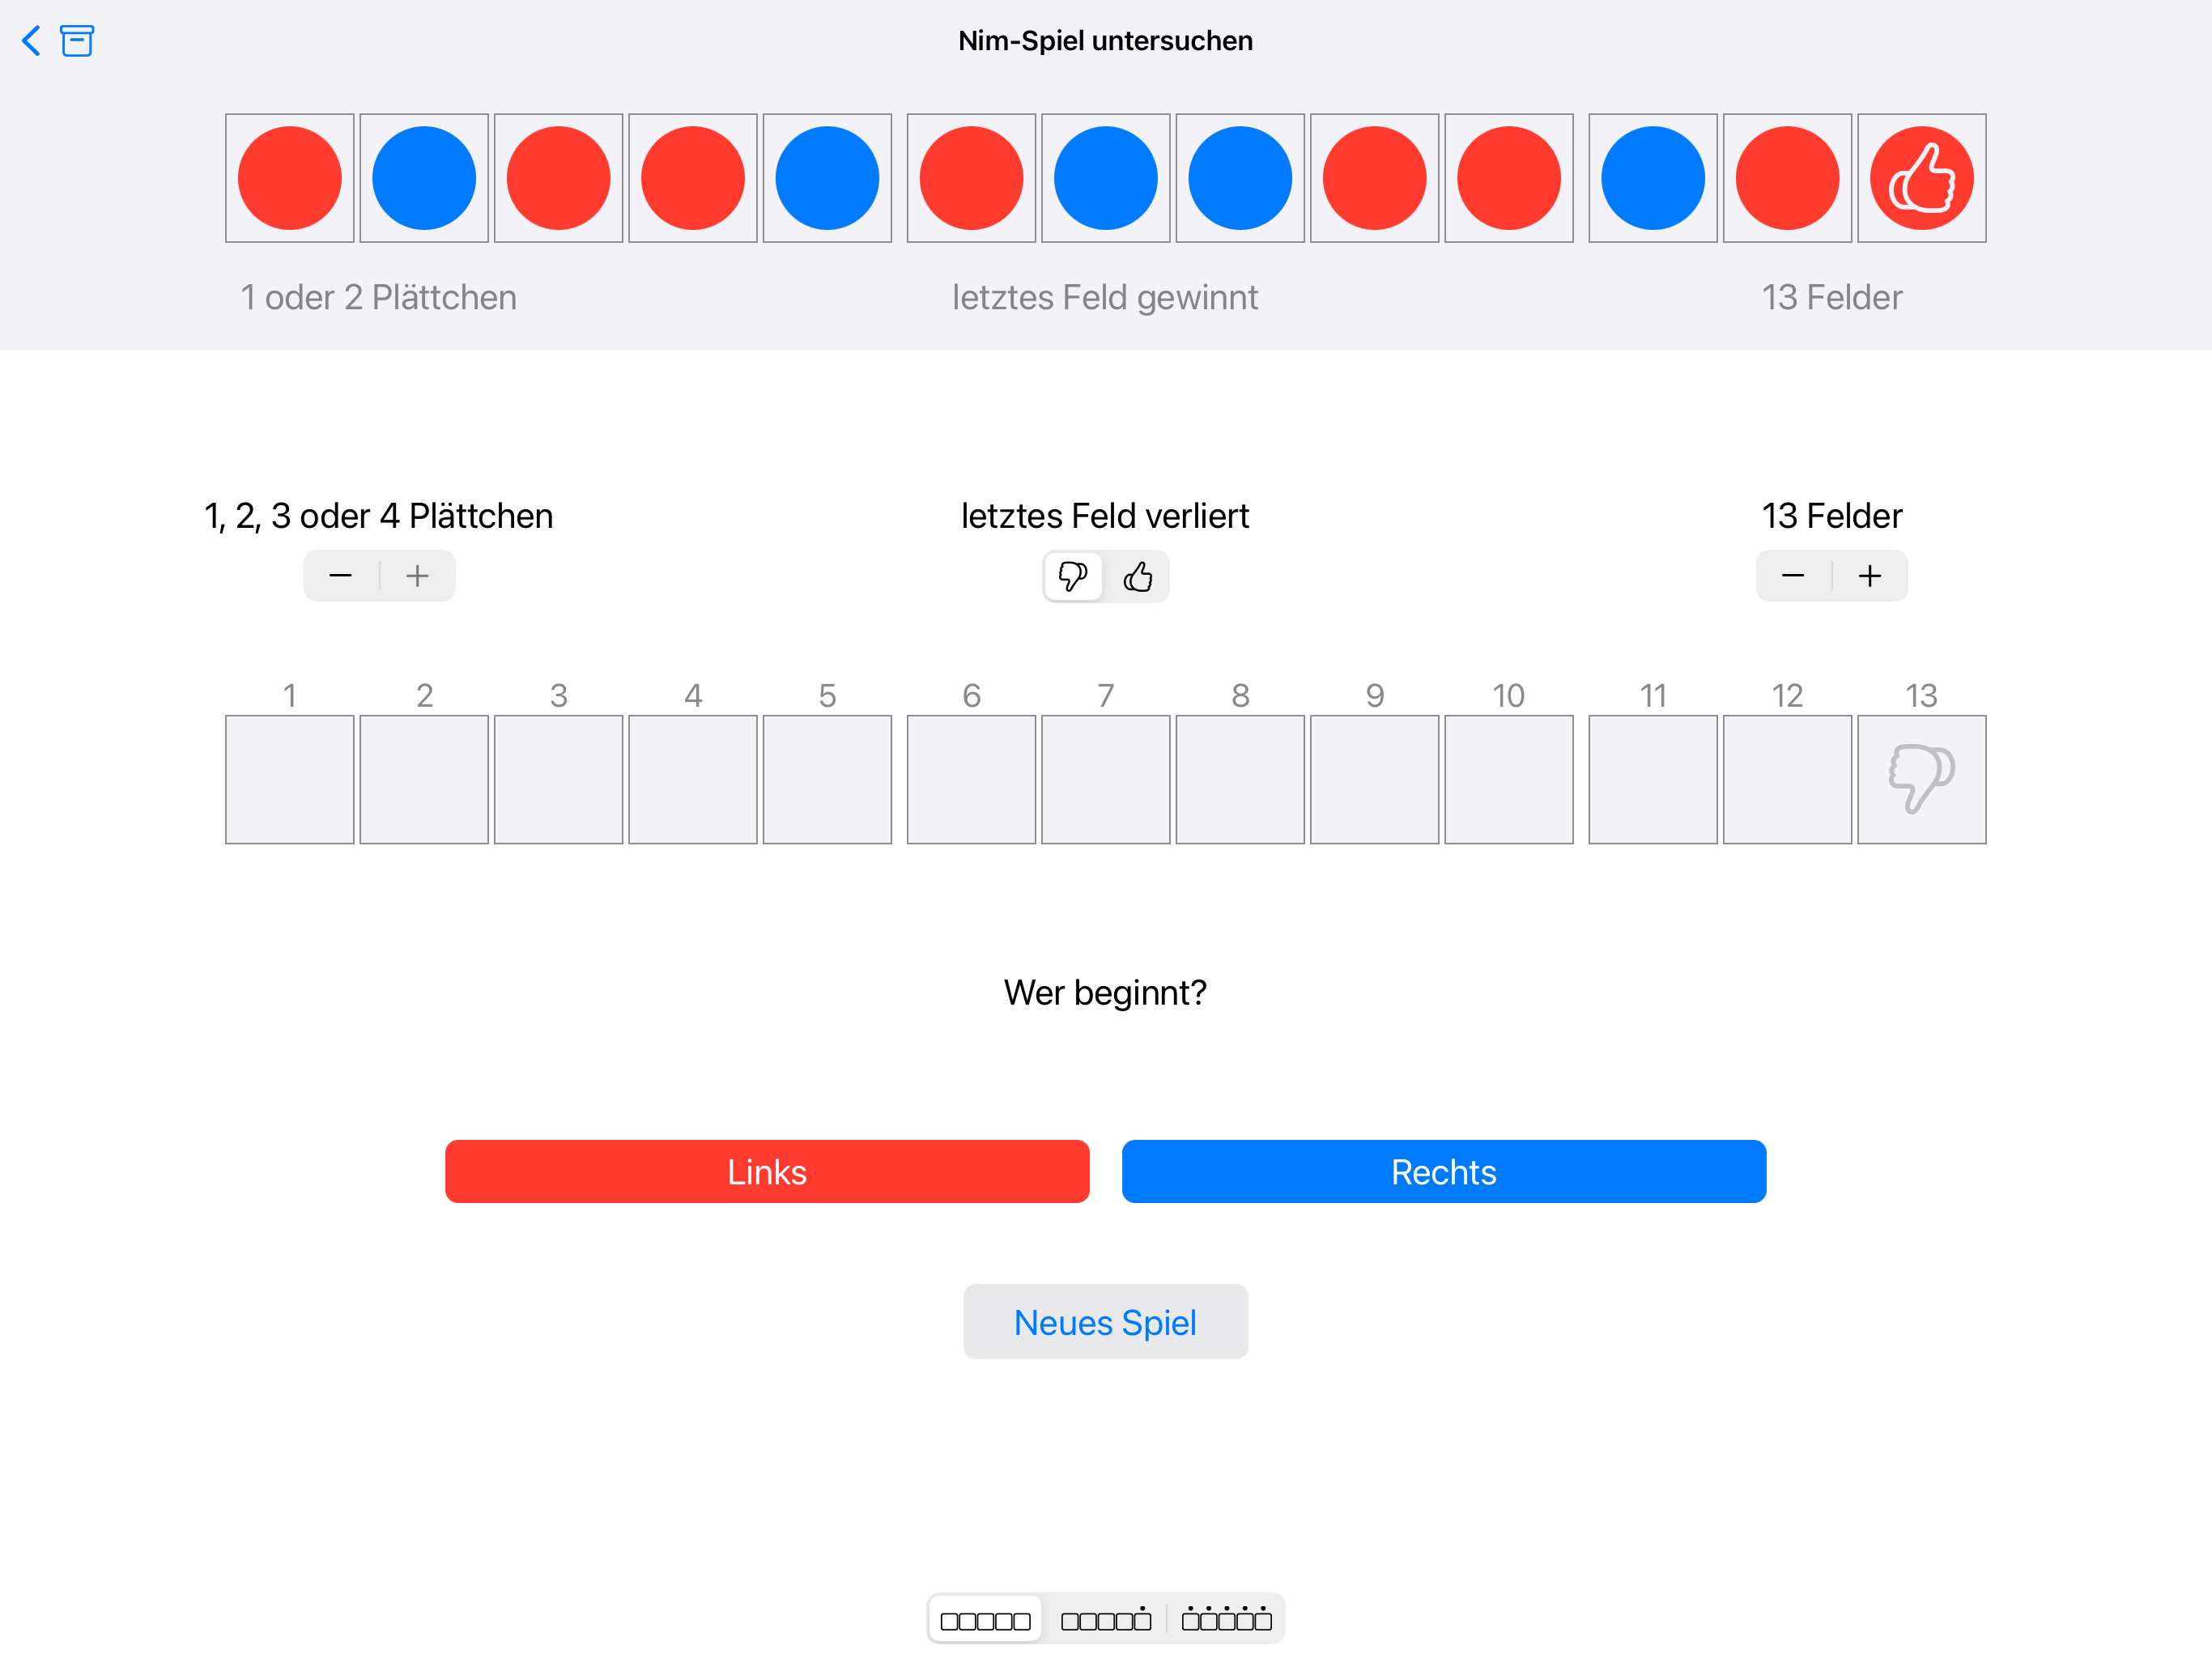 Nim-Spiel untersuchen
1 oder 2 Plättchen letztes Feld gewinnt 13 Felder
1, 2, 3 oder 4 Plättchen letztes Feld verliert 13 Felder
1 2 3 4 5 6 7 8 9 10 11 12 13
Wer beginnt?
Links Rechts
Neues Spiel